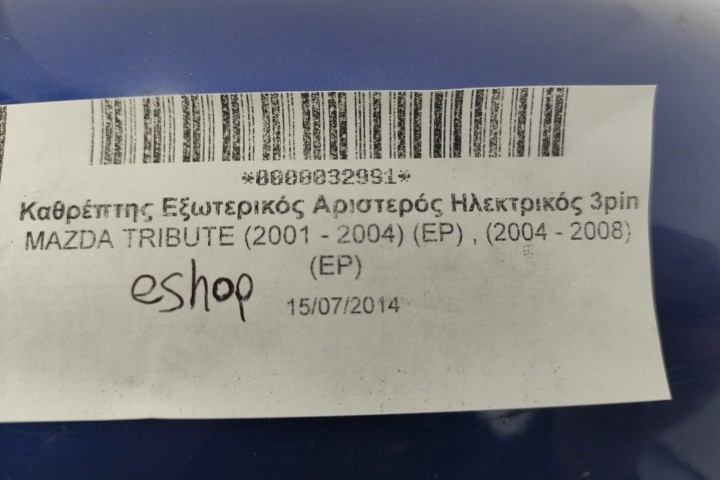 *0000032991*
Καθρέπτης Εξωτερικός Αριστερός Ηλεκτρικός 3pin
MAZDA TRIBUTE (2001 - 2004) (EP) , (2004 - 2008)
(EP)
eshop
15/07/2014